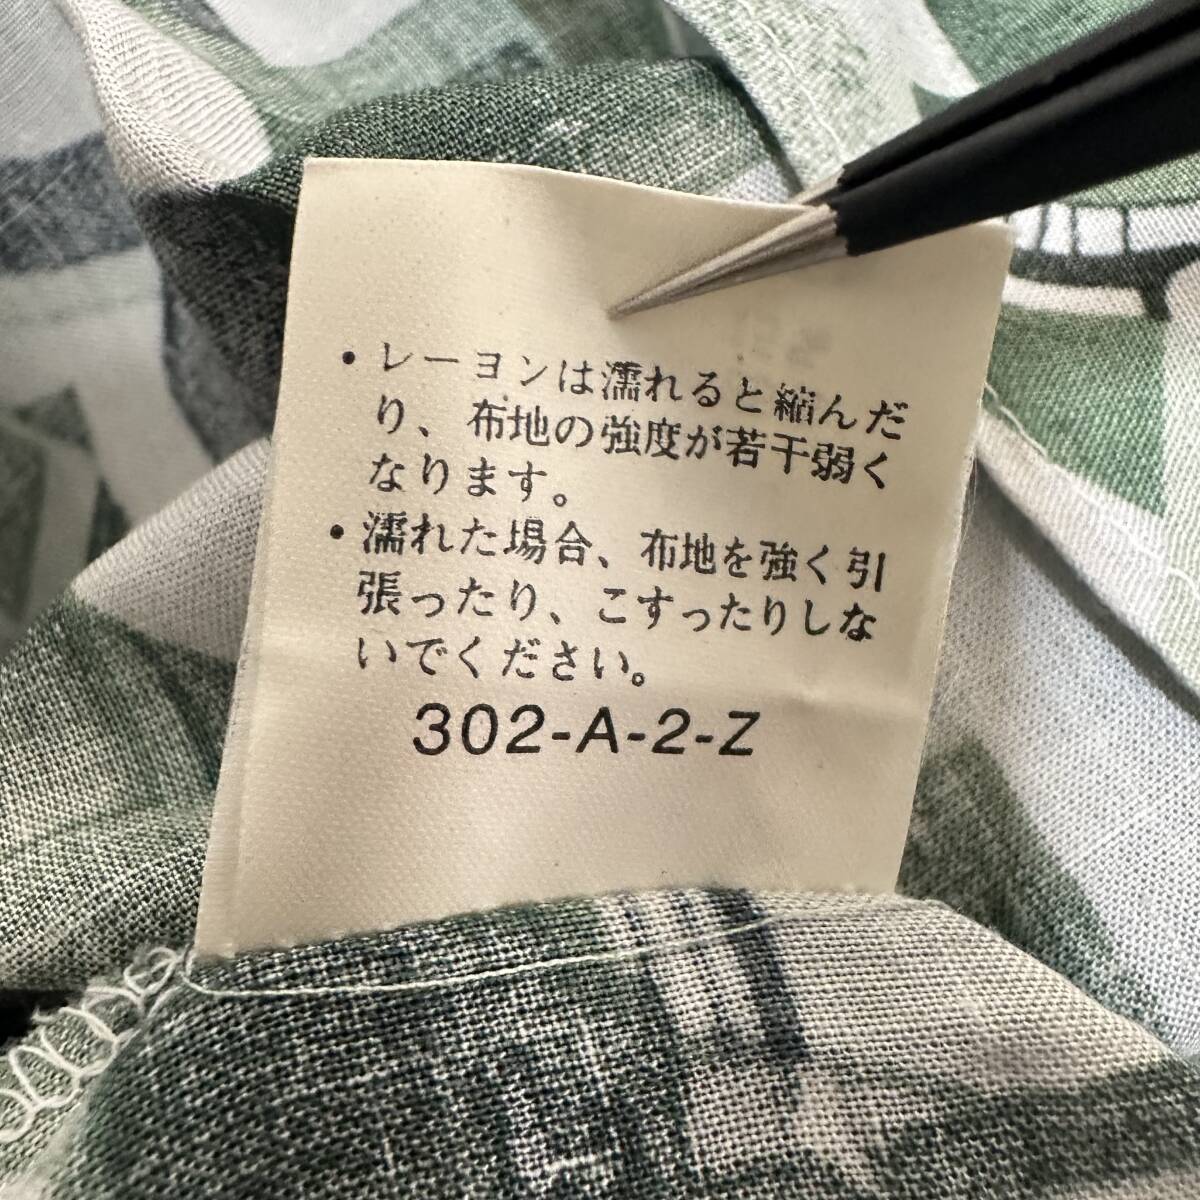 ・レーヨンは濡れると縮んだ
り、布地の強度が若干弱く
なります。
・濡れた場合、布地を強く引
張ったり、こすったりしな
いでください。
302-A-2-Z